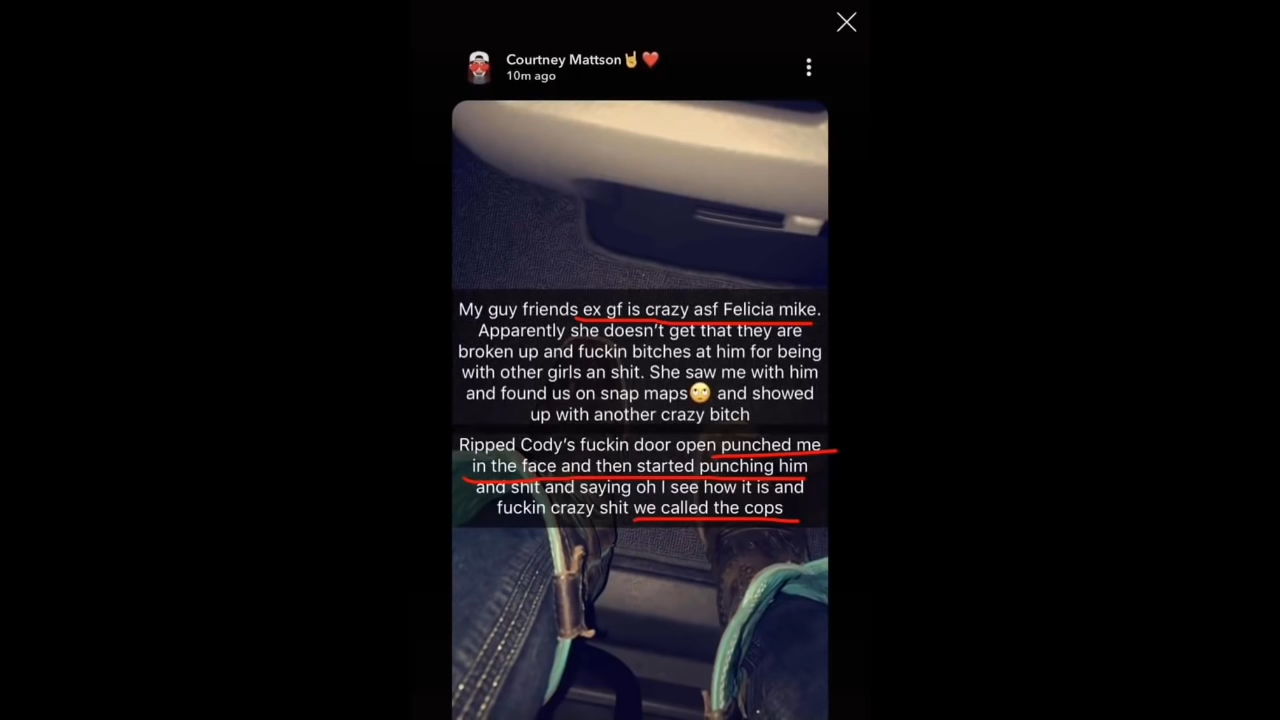 Courtney Mattson🤘❤️
10m ago
My guy friends ex gf is crazy asf Felicia mike.
Apparently she doesn’t get that they are
broken up and fuckin bitches at him for being
with other girls an shit. She saw me with him
and found us on snap maps🙄 and showed
up with another crazy bitch
Ripped Cody’s fuckin door open punched me
in the face and then started punching him
and shit and saying oh I see how it is and
fuckin crazy shit we called the cops